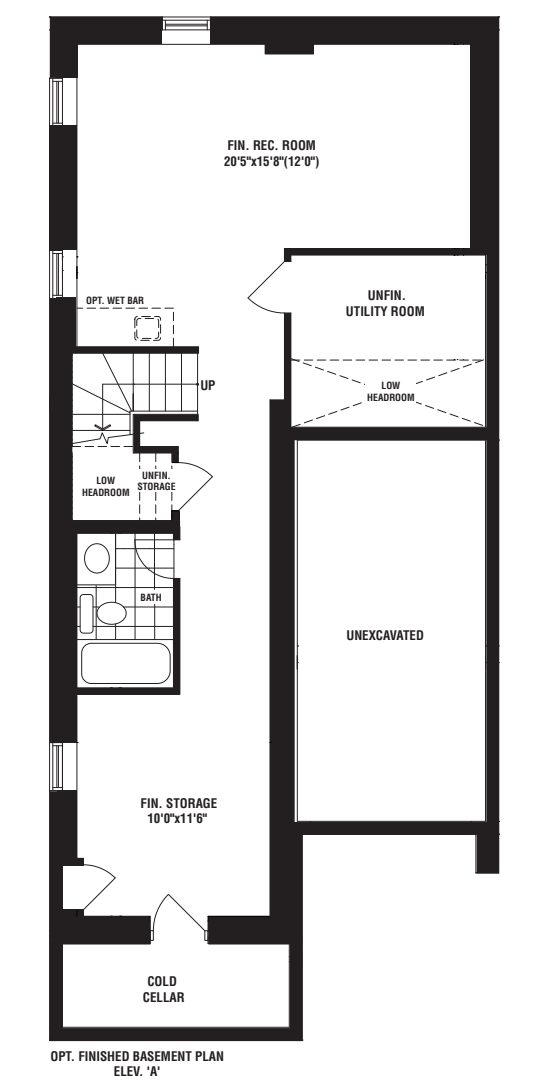 FIN. REC. ROOM
20'5"x15'8"(12'0")
UNFIN.
UTILITY ROOM
OPT. WET BAR
UP
LOW
HEADROOM
LOW
HEADROOM
UNFIN.
STORAGE
BATH
UNEXCAVATED
FIN. STORAGE
10'0"x11'6"
COLD
CELLAR
OPT. FINISHED BASEMENT PLAN
ELEV. 'A'